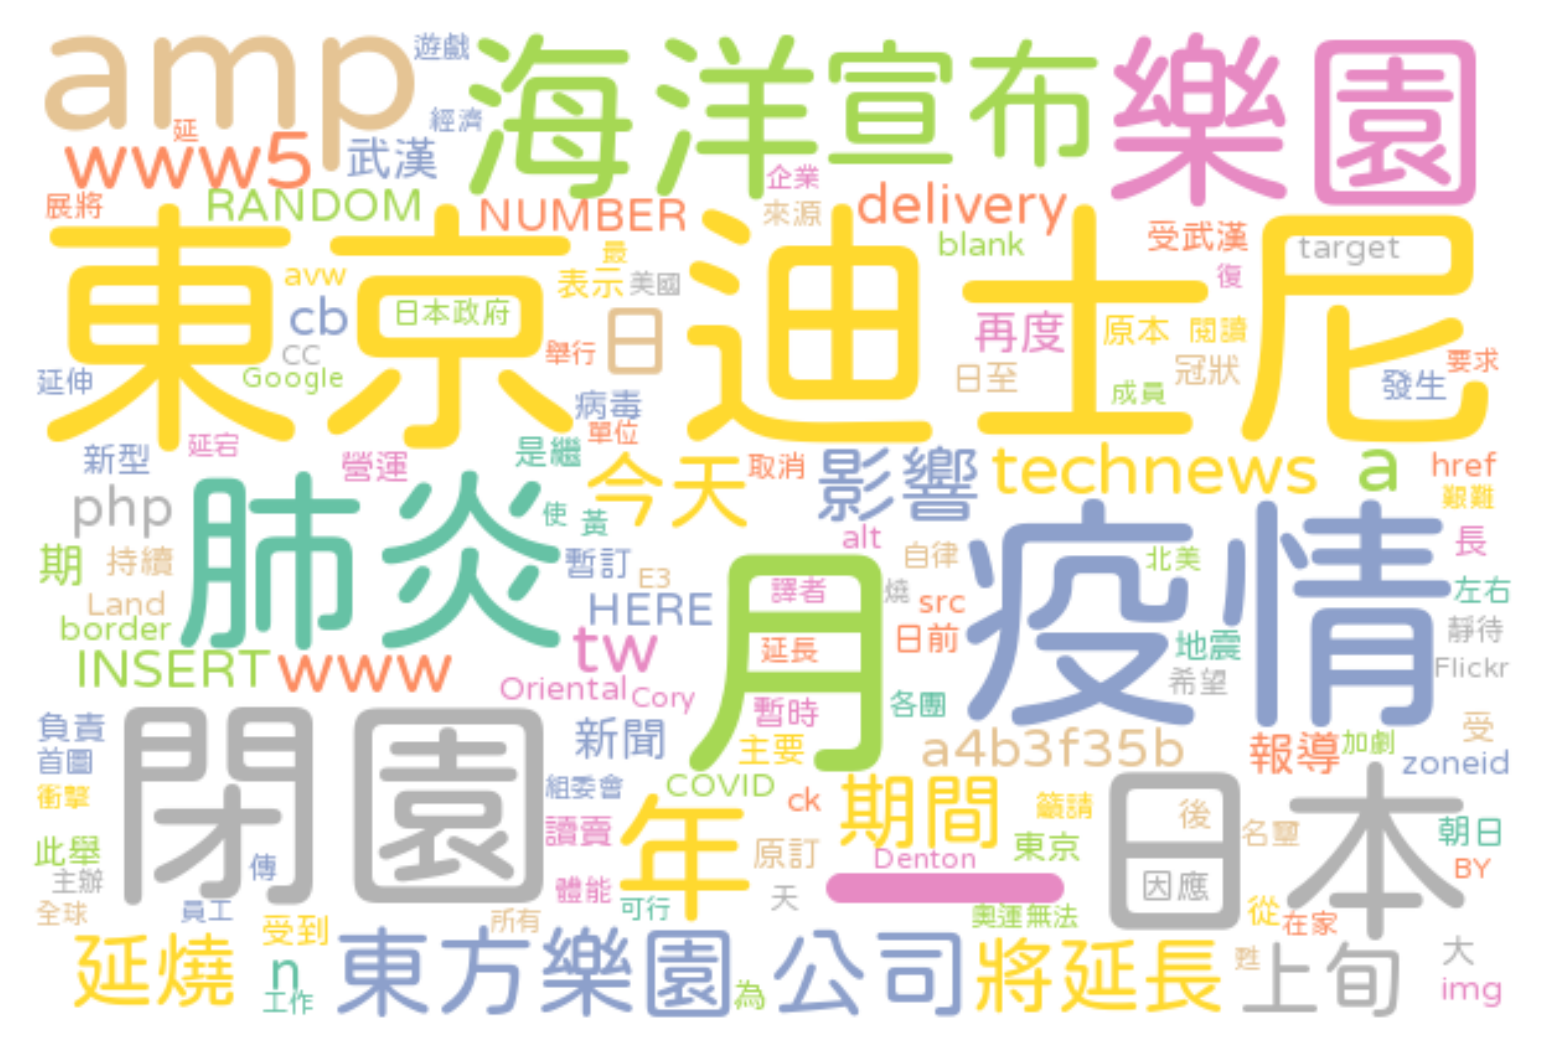 amp
遊戲
海洋
宣布
樂園
經濟
延
www5
武漢
企業
展將
RANDOM
NUMBER
來源
delivery
blank
受武漢
target
東京迪士尼
avw
最
表示
美國
復
cb
日本政府
日
再度
原本
閱讀
CC
舉行
要求
延伸
Google
日至
冠狀
成員
發生
病毒
單位
新型
延宕
營運
是繼
今天
取消
影響
technews
a
href
艱難
php
肺炎
使
黃
alt
疫情
長
期
持續
暫訂
E3
月
譯者
自律
北美
燒
src
左右
Land
HERE
border
tw
延長
日前
地震
靜待
INSERT
www
Oriental
Cory
希望
Flickr
暫時
各團
負責
閉園
新聞
主要
a4b3f35b
報導
加劇
受
首圖
zoneid
衝擊
組委會
COVID
ck
期間
籲請
日本
後
名璽
朝日
讀賣
年
原訂
Denton
東京
此舉
主辦
傳
體能
天
因應
BY
全球
員工
所有
可行
奧運無法
從
在家
延燒
受到
n
工作
東方樂園
為
公司
將延長
甦
上旬
大
img